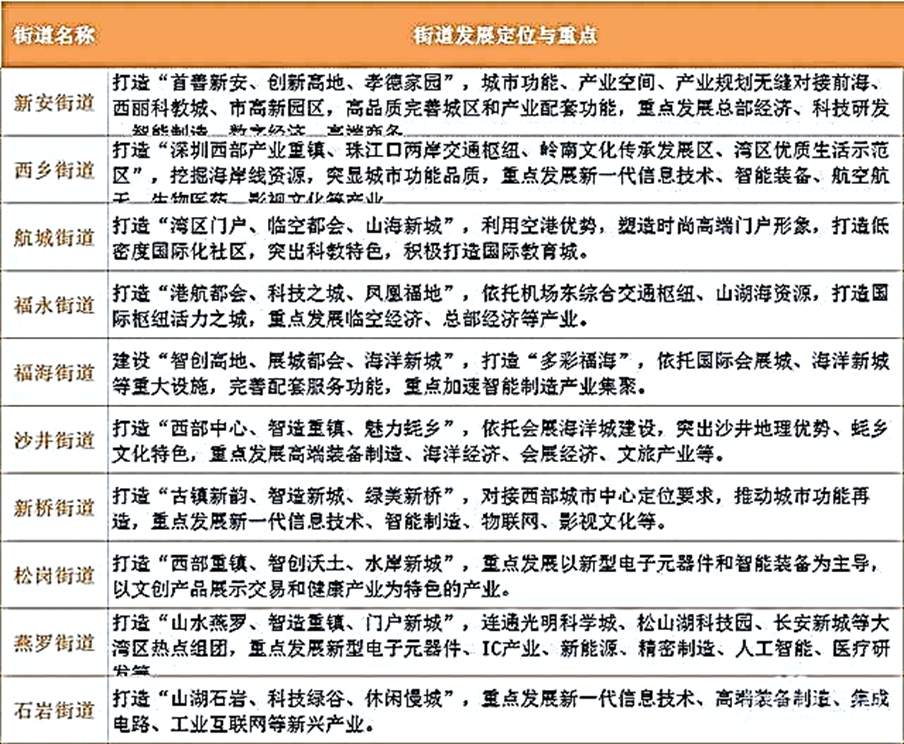 街道名称 街道发展定位与重点
新安街道
打造“首善新安、创新高地、孝德家园”，城市功能、产业空间、产业规划无缝对接前海、
西丽科教城、市高新园区，高品质完善城区和产业配套功能，重点发展总部经济、科技研发
、智能制造、数字经济、高端商务
西乡街道
打造“深圳西部产业重镇、珠江口两岸交通枢纽、岭南文化传承发展区、湾区优质生活示范
区”，挖掘海岸线资源，突显城市功能品质，重点发展新一代信息技术、智能装备、航空航
天、生物医药、影视文化等产业
航城街道
打造“湾区门户、临空都会、山海新城”，利用空港优势，塑造时尚高端门户形象，打造低
密度国际化社区，突出科教特色，积极打造国际教育城。
福永街道
打造“港航都会、科技之城、凤凰福地”，依托机场东综合交通枢纽、山湖海资源，打造国
际枢纽活力之城，重点发展临空经济、总部经济等产业。
福海街道
建设“智创高地、展城都会、海洋新城”，打造“多彩福海”，依托国际会展城、海洋新城
等重大设施，完善配套服务功能，重点加速智能制造产业集聚。
沙井街道
打造“西部中心、智造重镇、魅力蚝乡”，依托会展海洋城建设，突出沙井地理优势、蚝乡
文化特色，重点发展高端装备制造、海洋经济、会展经济、文旅产业等。
新桥街道
打造“古镇新韵、智造新城、绿美新桥”，对接西部城市中心定位要求，推动城市功能再
造，重点发展新一代信息技术、智能制造、物联网、影视文化等。
松岗街道
打造“西部重镇、智创沃土、水岸新城”，重点发展以新型电子元器件和智能装备为主导，
以文创产品展示交易和健康产业为特色的产业。
燕罗街道
打造“山水燕罗、智造重镇、门户新城”，连通光明科学城、松山湖科技园、长安新城等大
湾区热点组团，重点发展新型电子元器件、IC产业、新能源、精密制造、人工智能、医疗研
发等
石岩街道
打造“山湖石岩、科技绿谷、休闲慢城”，重点发展新一代信息技术、高端装备制造、集成
电路、工业互联网等新兴产业。